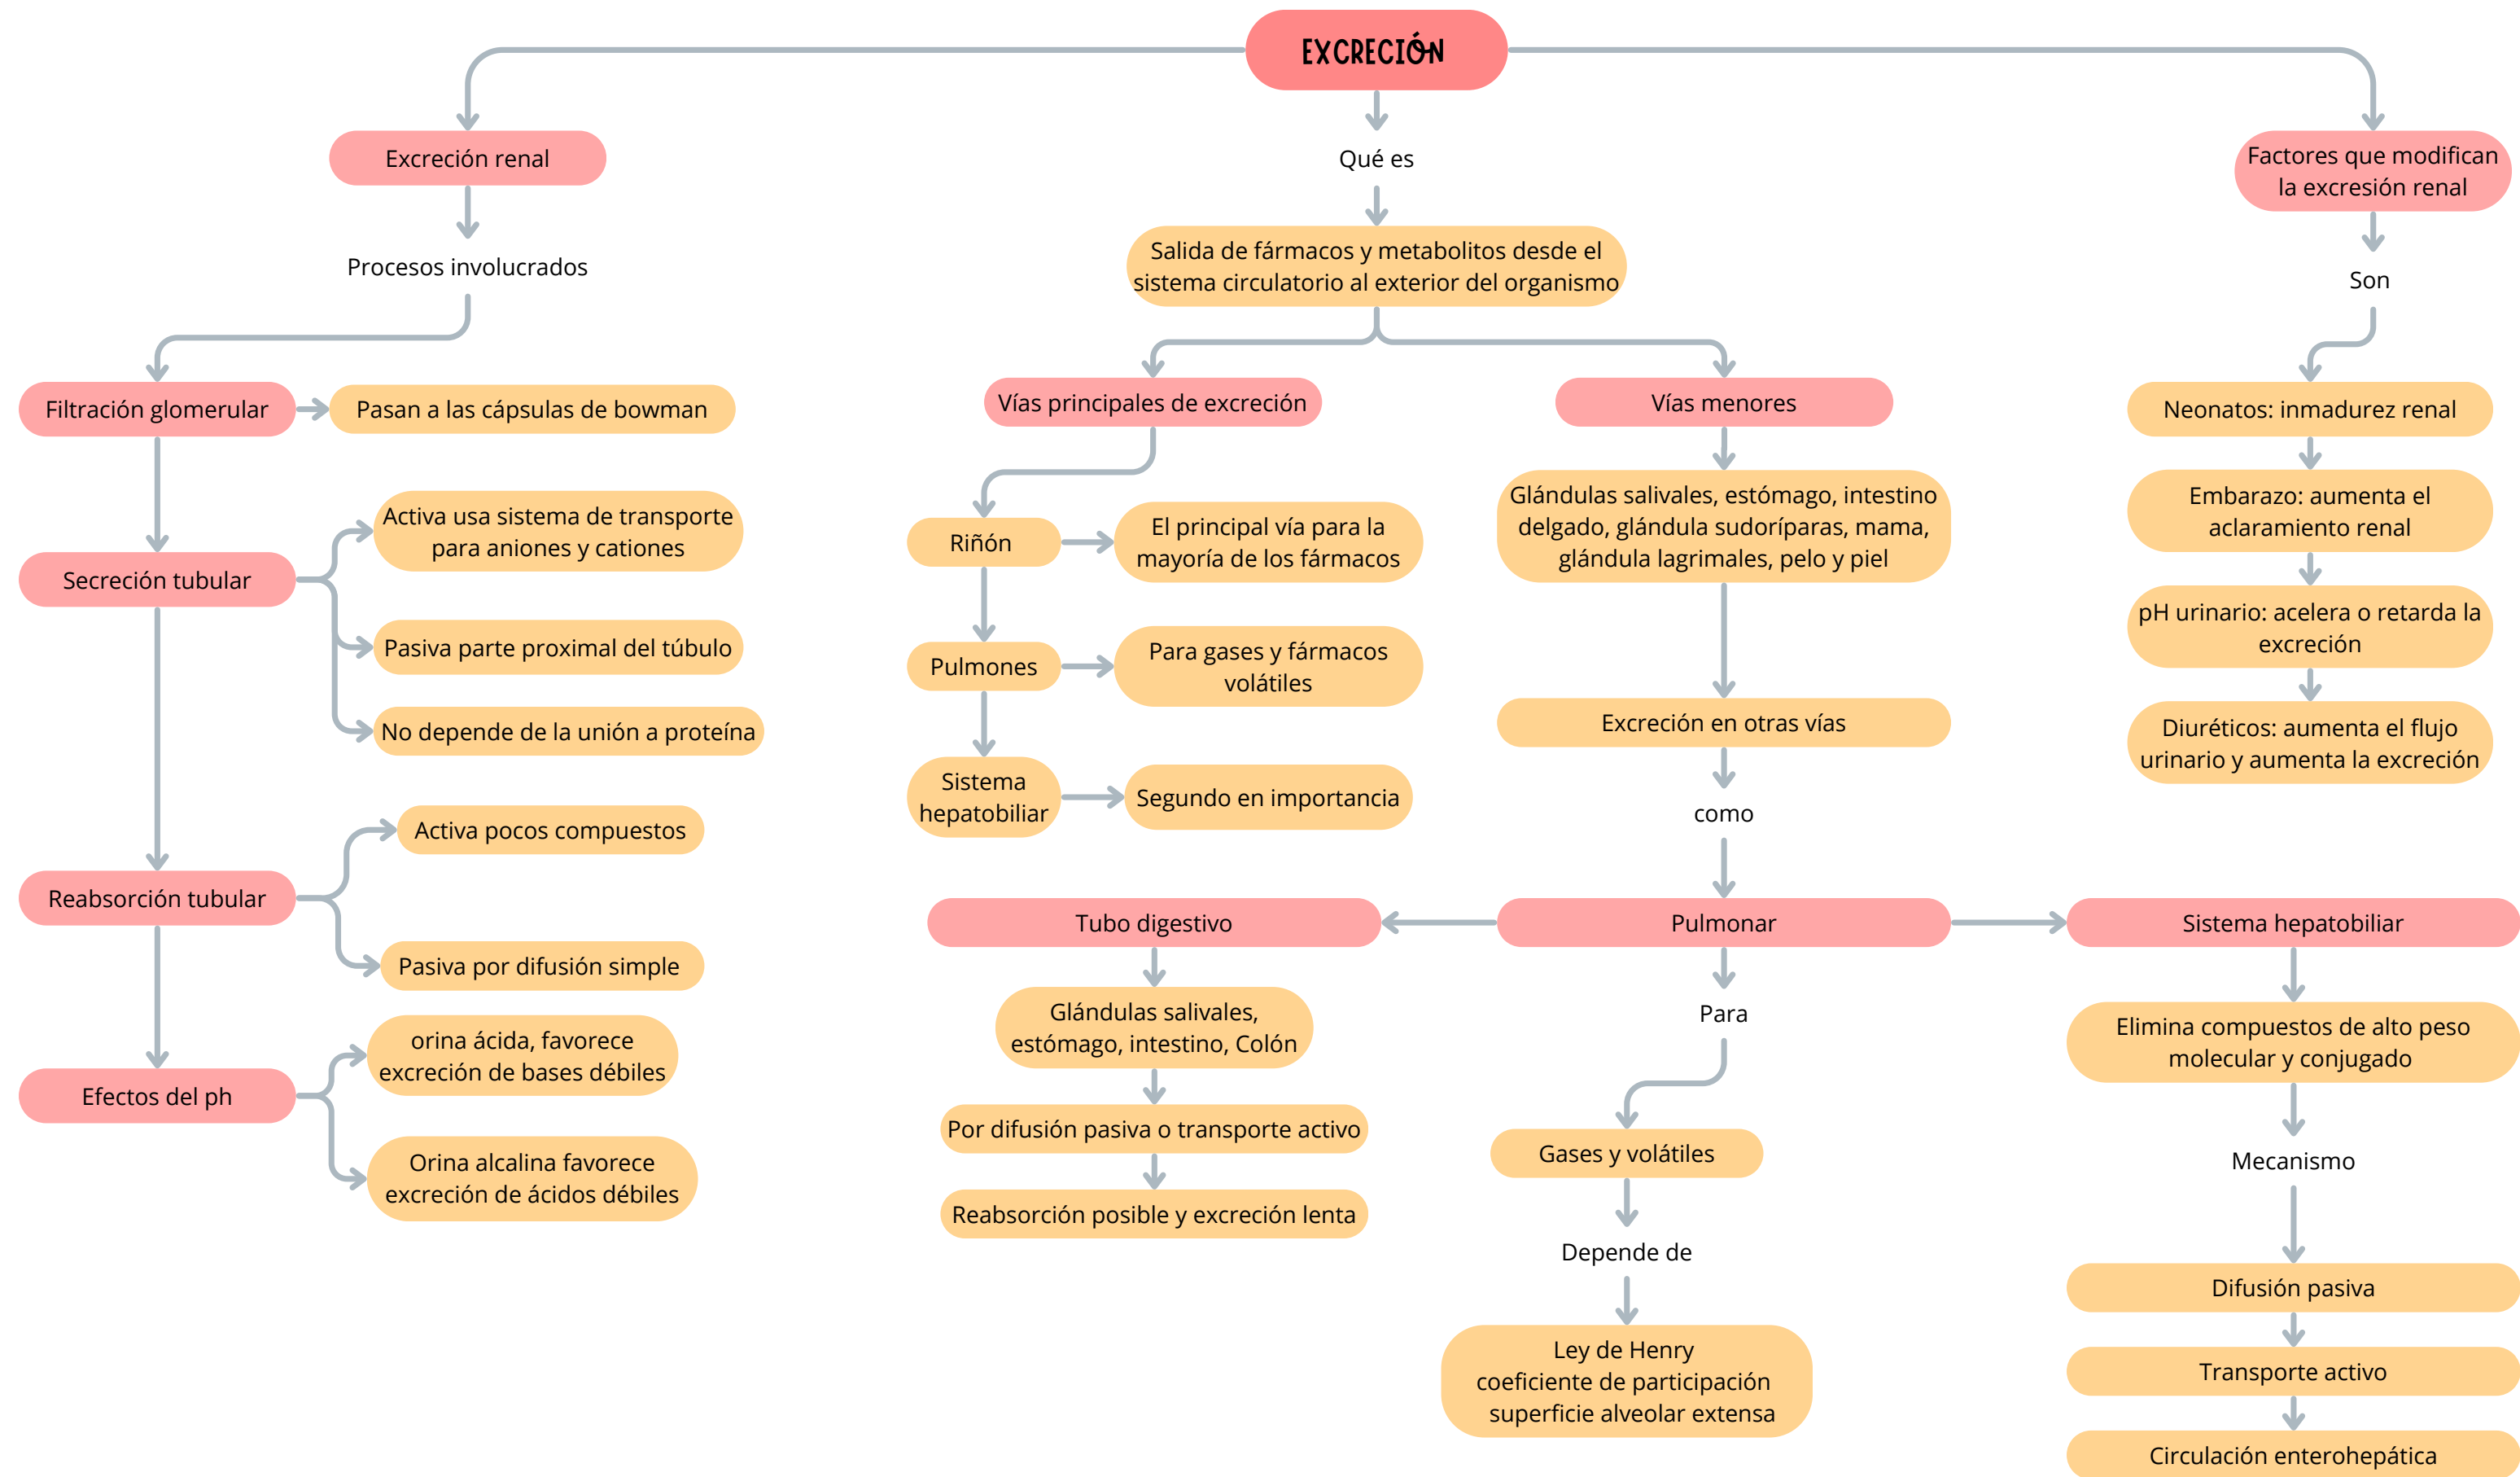 EXCRECIÓN
Excreción renal
Procesos involucrados
Filtración glomerular
Pasan a las cápsulas de bowman
Secreción tubular
Activa usa sistema de transporte
para aniones y cationes
Pasiva parte proximal del túbulo
No depende de la unión a proteína
Reabsorción tubular
Activa pocos compuestos
Pasiva por difusión simple
Efectos del ph
orina ácida, favorece
excreción de bases débiles
Orina alcalina favorece
excreción de ácidos débiles
Qué es
Salida de fármacos y metabolitos desde el
sistema circulatorio al exterior del organismo
Vías principales de excreción
Riñón
El principal vía para la
mayoría de los fármacos
Pulmones
Para gases y fármacos
volátiles
Sistema
hepatobiliar
Segundo en importancia
Vías menores
Glándulas salivales, estómago, intestino
delgado, glándula sudoríparas, mama,
glándula lagrimales, pelo y piel
Excreción en otras vías
como
Tubo digestivo
Glándulas salivales,
estómago, intestino, Colón
Por difusión pasiva o transporte activo
Reabsorción posible y excreción lenta
Pulmonar
Para
Gases y volátiles
Depende de
Ley de Henry
coeficiente de participación
superficie alveolar extensa
Sistema hepatobiliar
Elimina compuestos de alto peso
molecular y conjugado
Mecanismo
Difusión pasiva
Transporte activo
Circulación enterohepática
Factores que modifican
la excresión renal
Son
Neonatos: inmadurez renal
Embarazo: aumenta el
aclaramiento renal
pH urinario: acelera o retarda la
excreción
Diuréticos: aumenta el flujo
urinario y aumenta la excreción